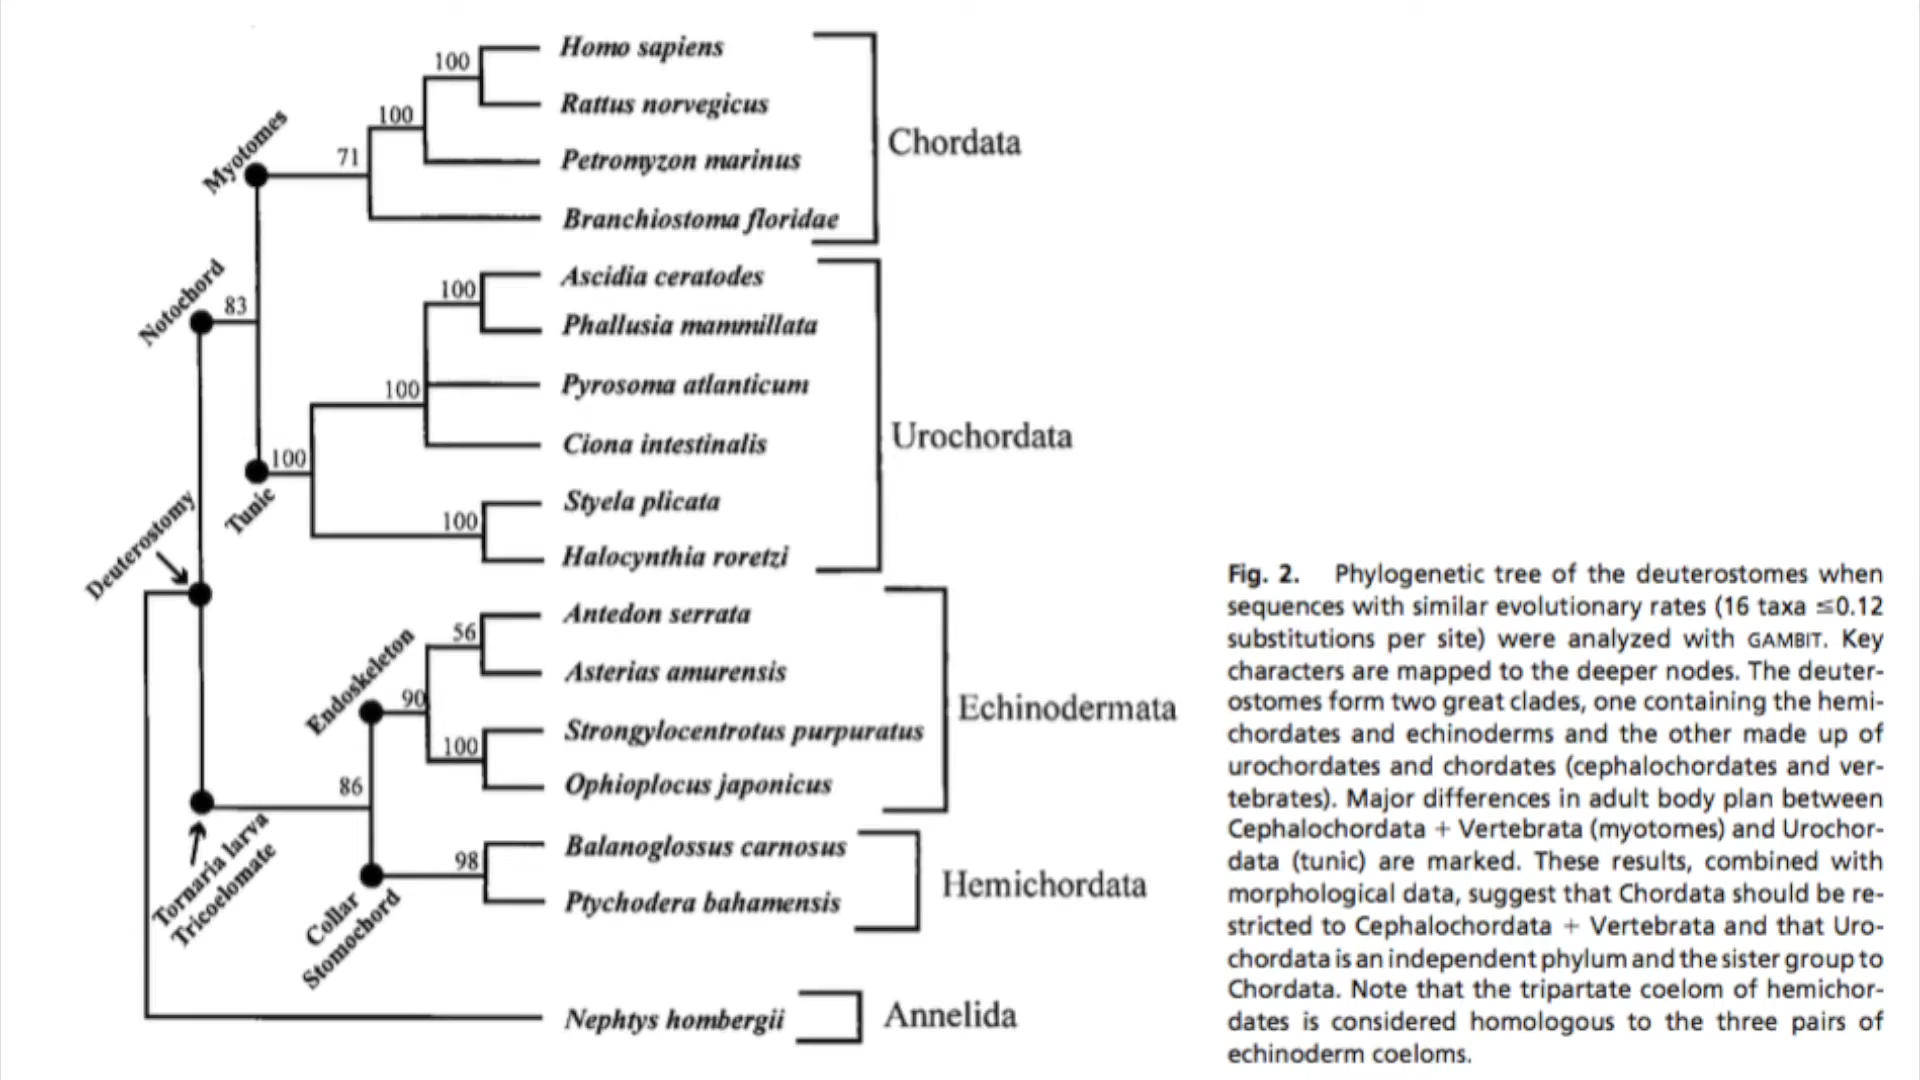 Homo sapiens
100
Rattus norvegicus
100
Petromyzon marinus
Myotomes
71
Branchiostoma floridae
Chordata
Ascidia ceratodes
100
Phallusia mammillata
Notochord
83
Pyrosoma atlanticum
100
Ciona intestinalis
Urochordata
100
Tunic
Styela plicata
100
Halocynthia roretzi
Deuterostomy
Antedon serrata
56
Asterias amurensis
Endoskeleton
90
Strongylocentrotus purpuratus
100
Ophioplocus japonicus
Echinodermata
86
Tornaria larva
Tricoelomate
Balanoglossus carnosus
98
Ptychodera bahamensis
Hemichordata
Collar
Stomochord
Nephtys hombergii
Annelida
Fig. 2. Phylogenetic tree of the deuterostomes when
sequences with similar evolutionary rates (16 taxa ≤0.12
substitutions per site) were analyzed with GAMBIT. Key
characters are mapped to the deeper nodes. The deuter-
ostomes form two great clades, one containing the hemi-
chordates and echinoderms and the other made up of
urochordates and chordates (cephalochordates and ver-
tebrates). Major differences in adult body plan between
Cephalochordata + Vertebrata (myotomes) and Urochor-
data (tunic) are marked. These results, combined with
morphological data, suggest that Chordata should be re-
stricted to Cephalochordata + Vertebrata and that Uro-
chordata is an independent phylum and the sister group to
Chordata. Note that the tripartate coelom of hemichor-
dates is considered homologous to the three pairs of
echinoderm coeloms.